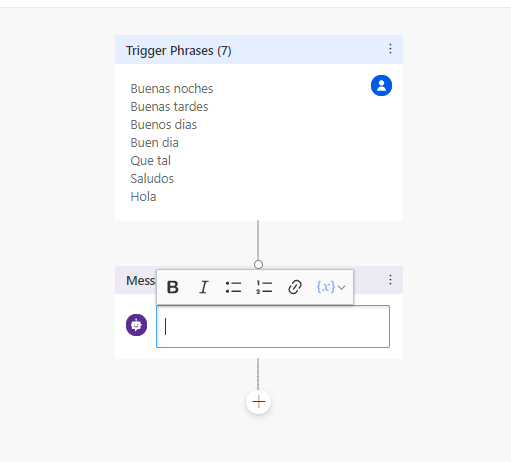 Trigger Phrases (7)
Buenas noches
Buenas tardes
Buenos dias
Buen dia
Que tal
Saludos
Hola
Mess
B I {x}